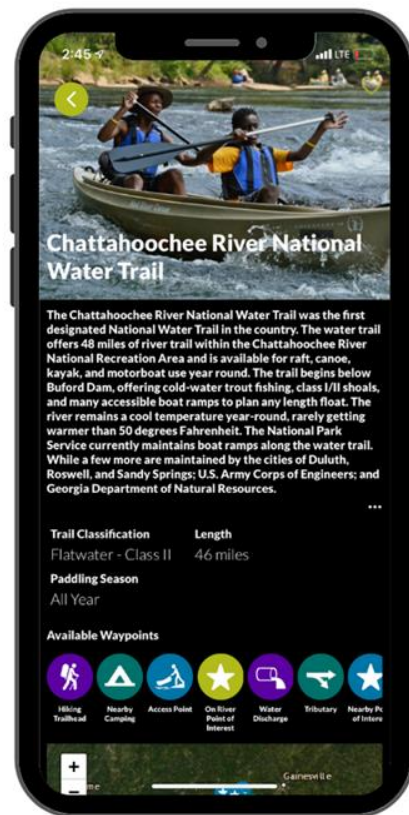 2:45
LTE
Chattahoochee River National
Water Trail
The Chattahoochee River National Water Trail was the first
designated National Water Trail in the country. The water trail
offers 48 miles of river trail within the Chattahoochee River
National Recreation Area and is available for raft, canoe,
kayak, and motorboat use year round. The trail begins below
Buford Dam, offering cold-water trout fishing, class I/II shoals,
and many accessible boat ramps to plan any length float. The
river remains a cool temperature year-round, rarely getting
warmer than 50 degrees Fahrenheit. The National Park
Service currently maintains boat ramps along the water trail.
While a few more are maintained by the cities of Duluth,
Roswell, and Sandy Springs; U.S. Army Corps of Engineers; and
Georgia Department of Natural Resources.
...
Trail Classification Length
Flatwater - Class II 46 miles
Paddling Season
All Year
Available Waypoints
Hiking Trailhead
Nearby Camping
Access Point
On River Point of Interest
Water Discharge
Tributary
Nearby Po
of Intere
+
Gainesville